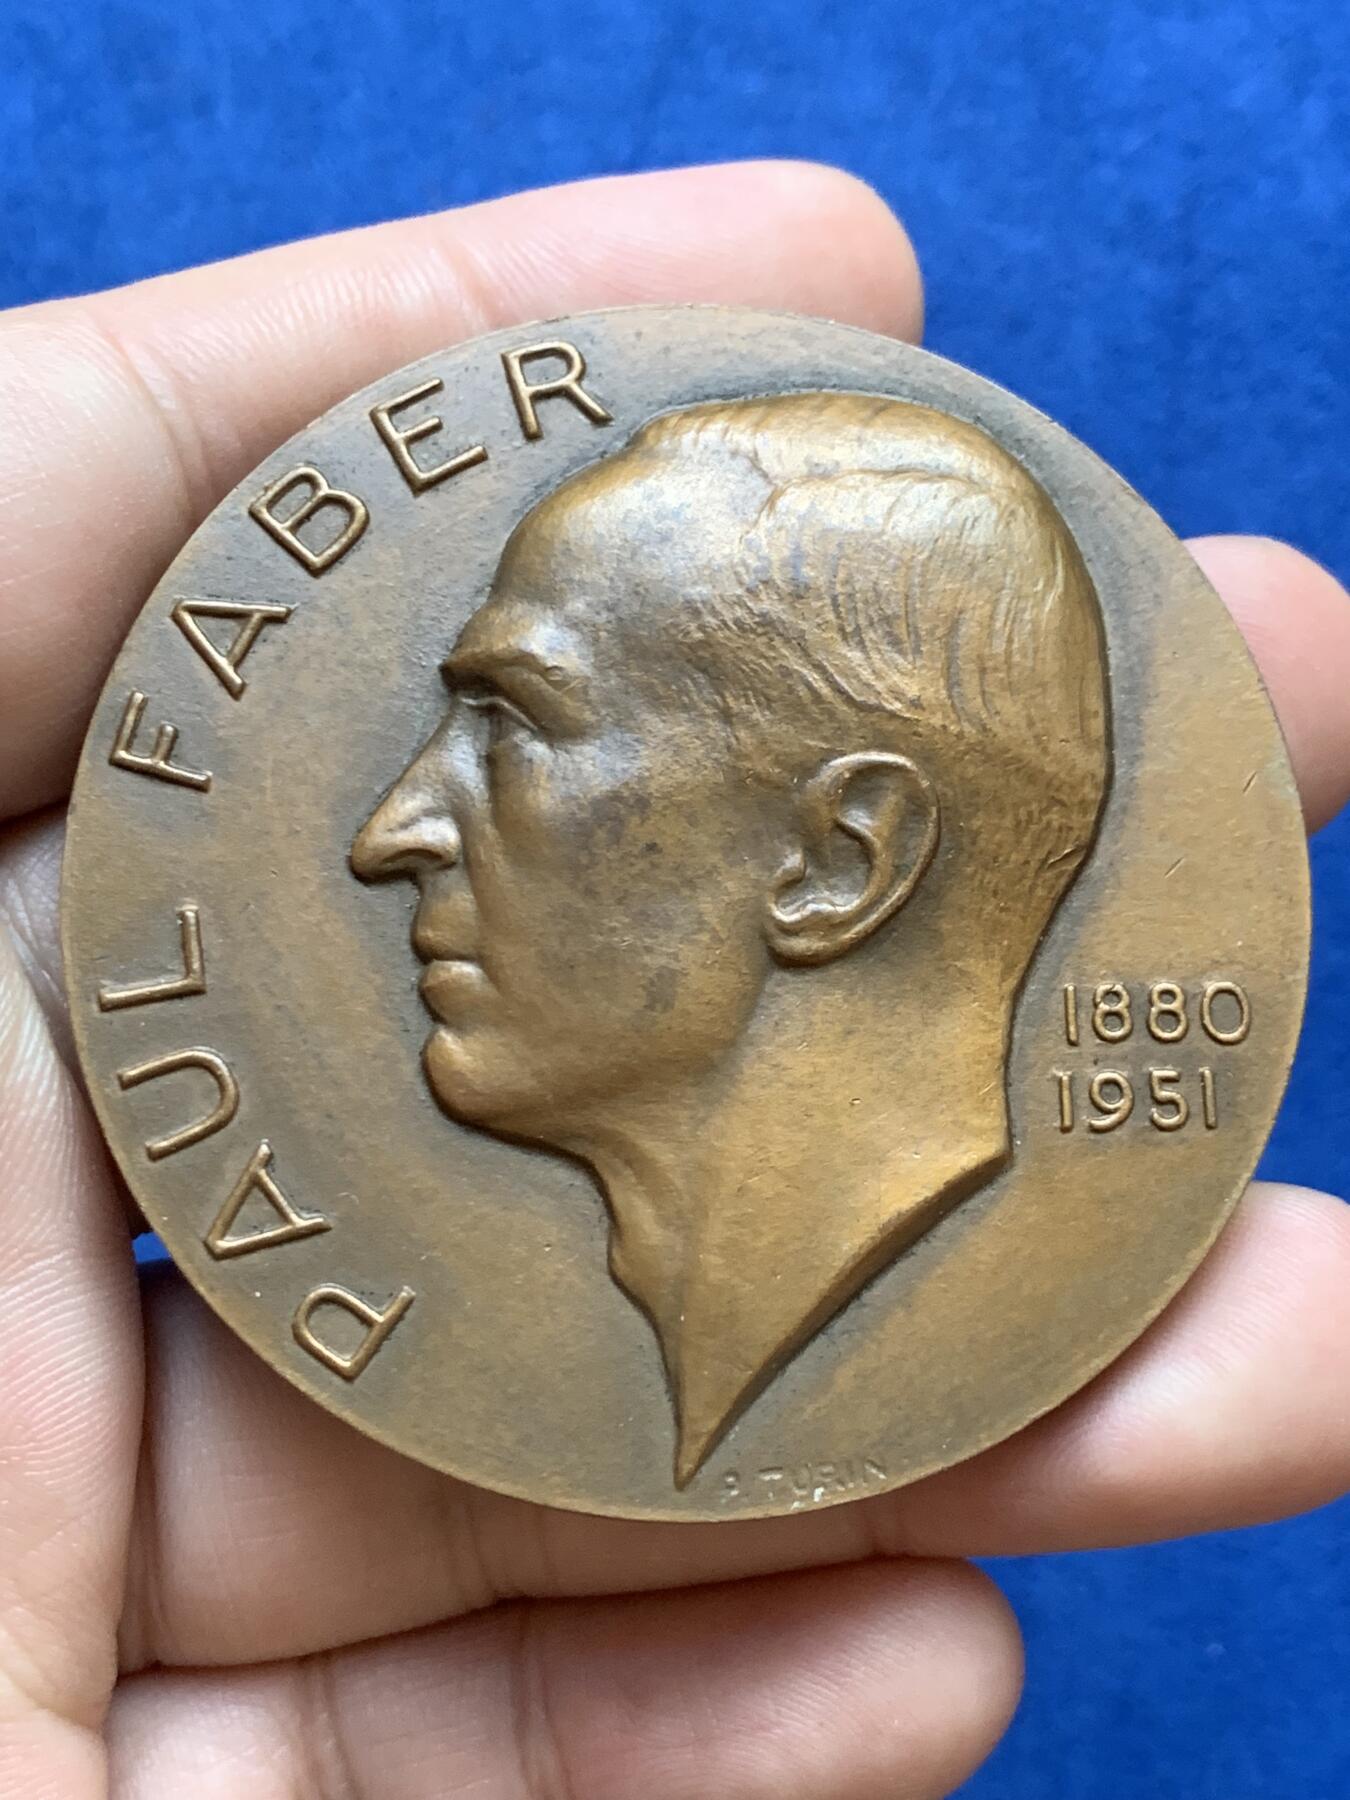 PAUL FABER
1880
1951
P. TURIN